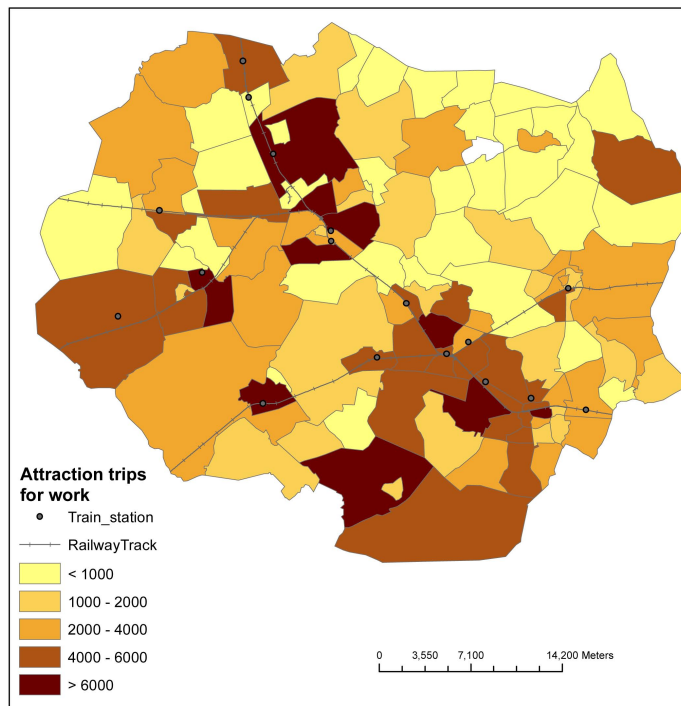 Attraction trips
for work
Train_station
RailwayTrack
< 1000
1000 - 2000
2000 - 4000
4000 - 6000
> 6000
0 3,550 7,100 14,200 Meters